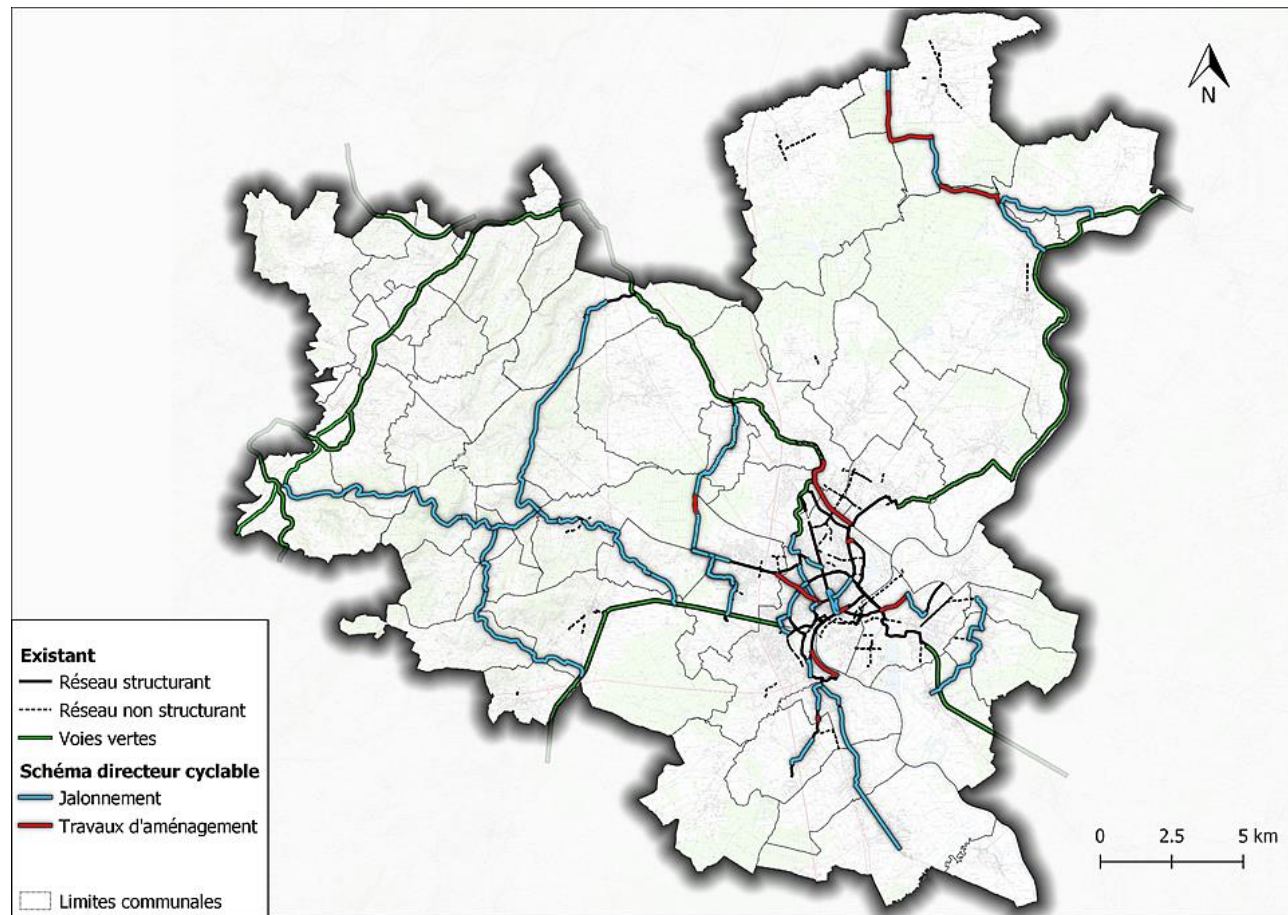 N
Existant
Réseau structurant
Réseau non structurant
Voies vertes
Schéma directeur cyclable
Jalonnement
Travaux d'aménagement
Limites communales
0 2.5 5 km